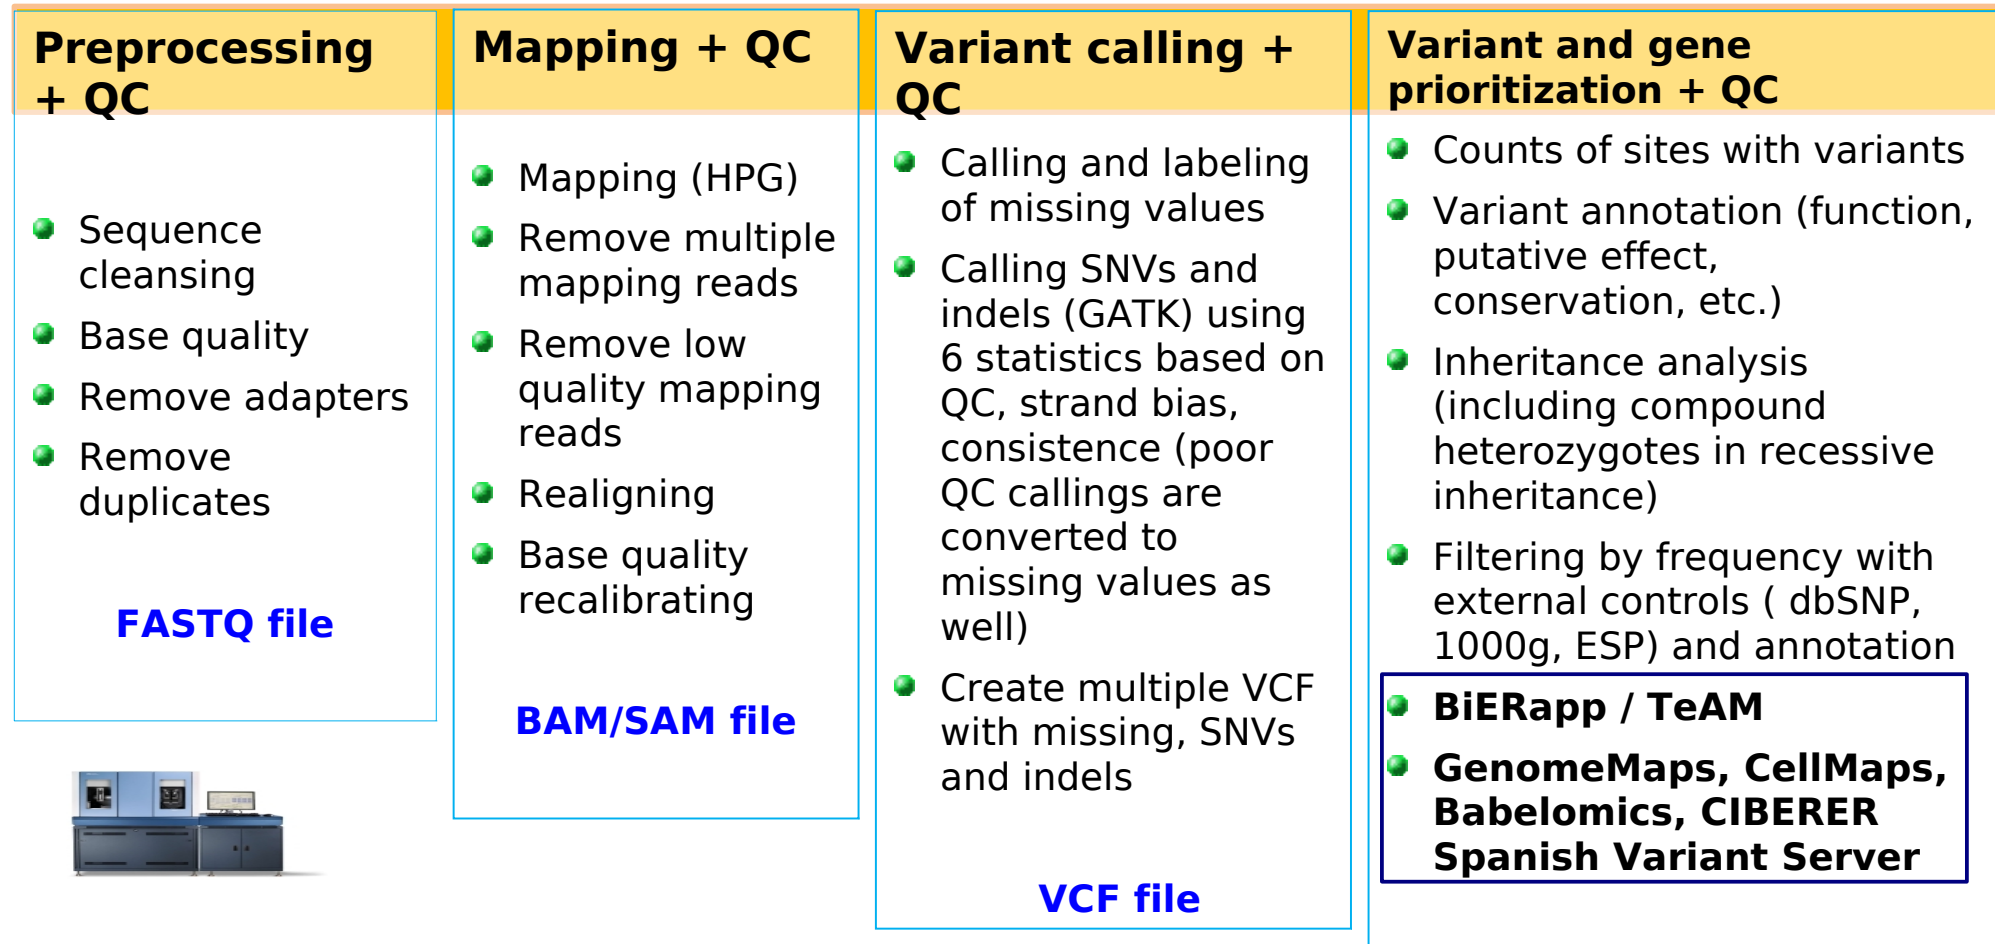 Preprocessing
+ QC
Sequence
cleansing
Base quality
Remove adapters
Remove
duplicates
FASTQ file
Mapping + QC
Mapping (HPG)
Remove multiple
mapping reads
Remove low
quality mapping
reads
Realigning
Base quality
recalibrating
BAM/SAM file
Variant calling +
QC
Calling and labeling
of missing values
Calling SNVs and
indels (GATK) using
6 statistics based on
QC, strand bias,
consistence (poor
QC callings are
converted to
missing values as
well)
Create multiple VCF
with missing, SNVs
and indels
VCF file
Variant and gene
prioritization + QC
Counts of sites with variants
Variant annotation (function,
putative effect,
conservation, etc.)
Inheritance analysis
(including compound
heterozygotes in recessive
inheritance)
Filtering by frequency with
external controls ( dbSNP,
1000g, ESP) and annotation
BiERapp / TeAM
GenomeMaps, CellMaps,
Babelomics, CIBERER
Spanish Variant Server